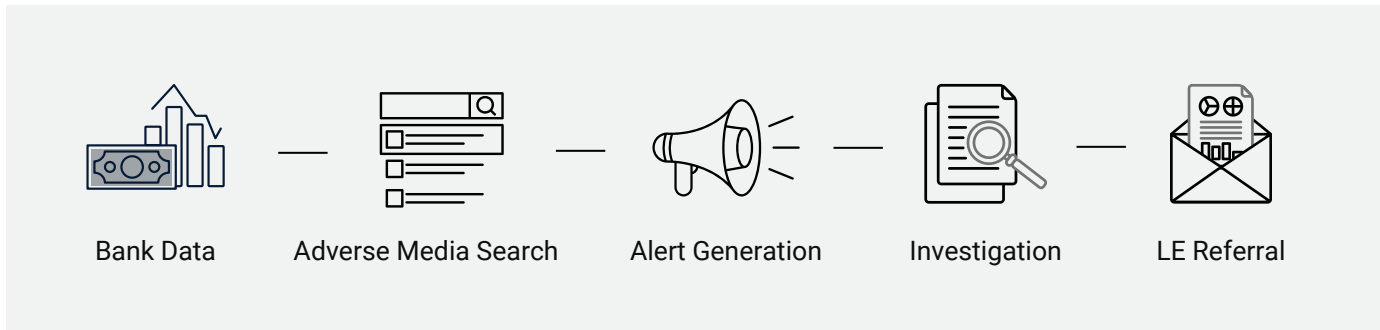 Bank Data
Adverse Media Search
Alert Generation
Investigation
LE Referral